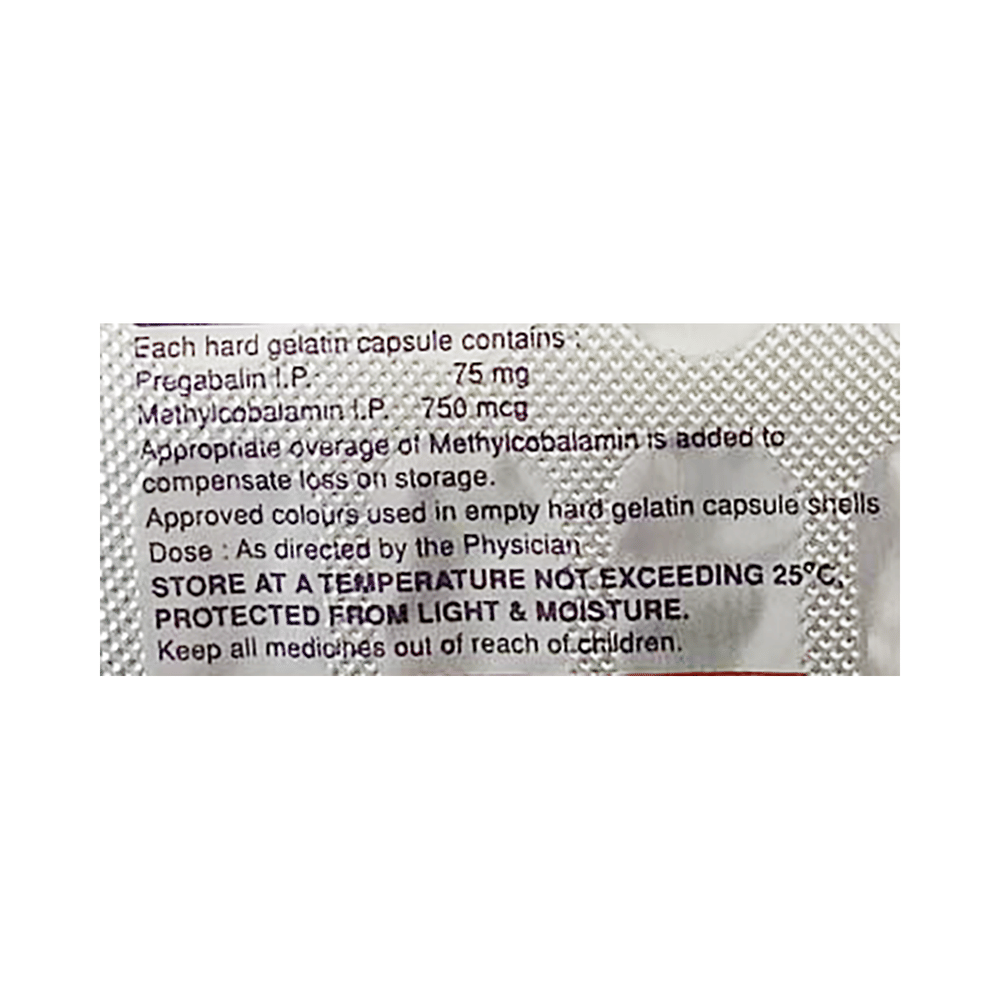 Each hard gelatin capsule contains :
Pregabalin I.P. 75 mg
Methylcobalamin I.P. 750 mcg
Appropriate overage of Methylcobalamin is added to
compensate loss on storage.
Approved colours used in empty hard gelatin capsule shells
Dose : As directed by the Physician
STORE AT A TEMPERATURE NOT EXCEEDING 25°C,
PROTECTED FROM LIGHT & MOISTURE.
Keep all medicines out of reach of children.